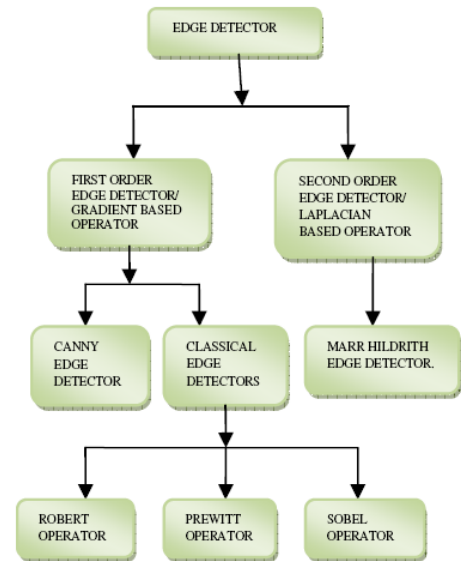 EDGE DETECTOR
FIRST ORDER
EDGE DETECTOR/
GRADIENT BASED
OPERATOR
SECOND ORDER
EDGE DETECTOR/
LAPLACIAN
BASED OPERATOR
CANNY
EDGE
DETECTOR
CLASSICAL
EDGE
DETECTORS
MARR HILDRITH
EDGE DETECTOR.
ROBERT
OPERATOR
PREWITT
OPERATOR
SOBEL
OPERATOR